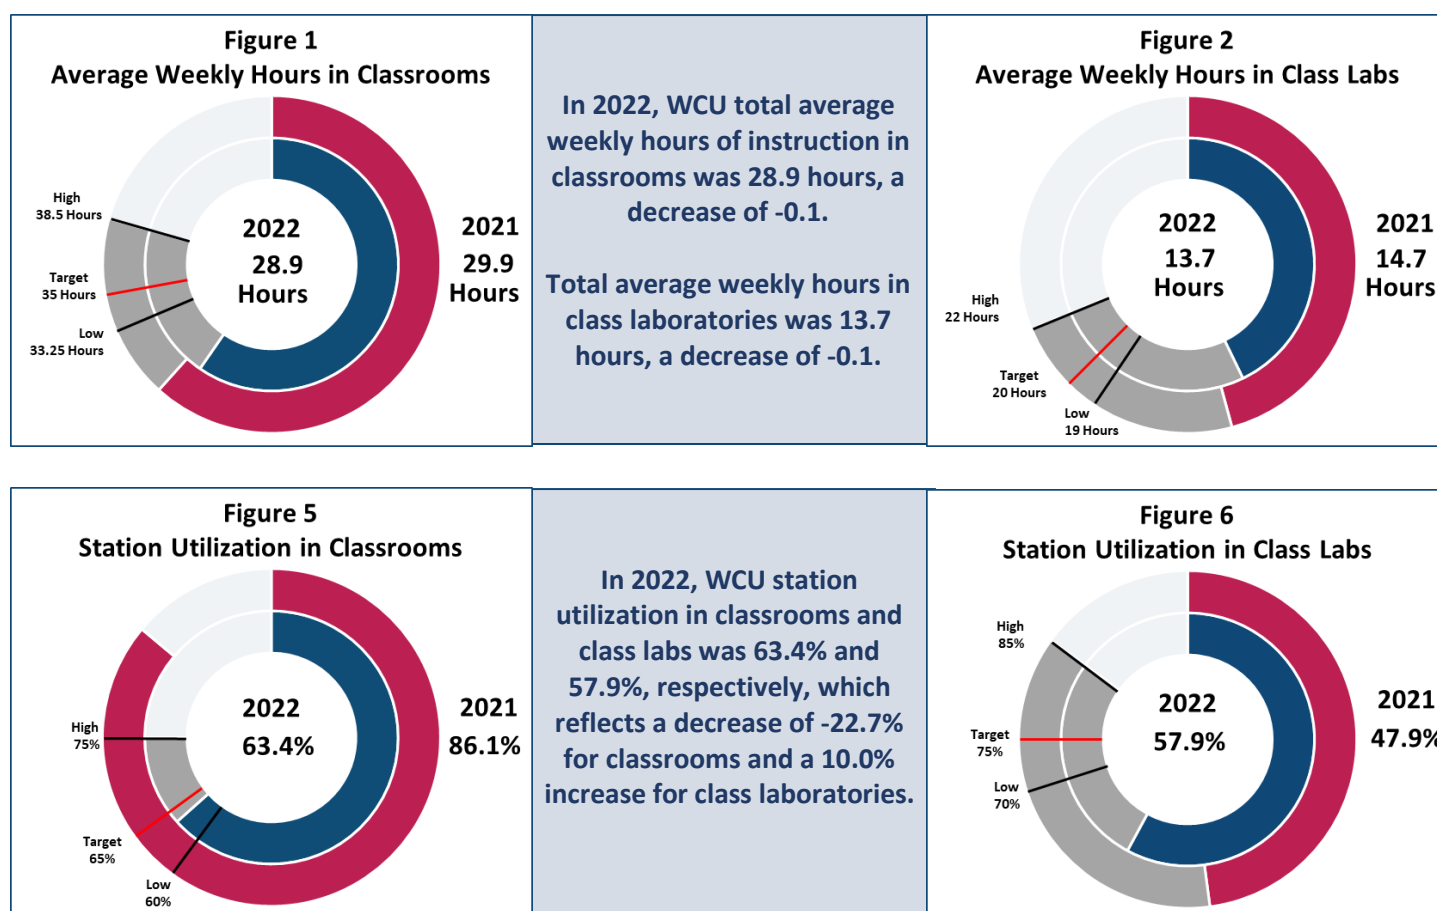 Figure 1
Average Weekly Hours in Classrooms
High
38.5 Hours
Target
35 Hours
Low
33.25 Hours
2022
28.9
Hours
2021
29.9
Hours
In 2022, WCU total average
weekly hours of instruction in
classrooms was 28.9 hours, a
decrease of -0.1.
Total average weekly hours in
class laboratories was 13.7
hours, a decrease of -0.1.
Figure 2
Average Weekly Hours in Class Labs
2022
13.7
Hours
2021
14.7
Hours
High
22 Hours
Target
20 Hours
Low
19 Hours
Figure 5
Station Utilization in Classrooms
2022
63.4%
2021
86.1%
High
75%
Target
65%
Low
60%
In 2022, WCU station
utilization in classrooms and
class labs was 63.4% and
57.9%, respectively, which
reflects a decrease of -22.7%
for classrooms and a 10.0%
increase for class laboratories.
Figure 6
Station Utilization in Class Labs
High
85%
Target
75%
Low
70%
2022
57.9%
2021
47.9%